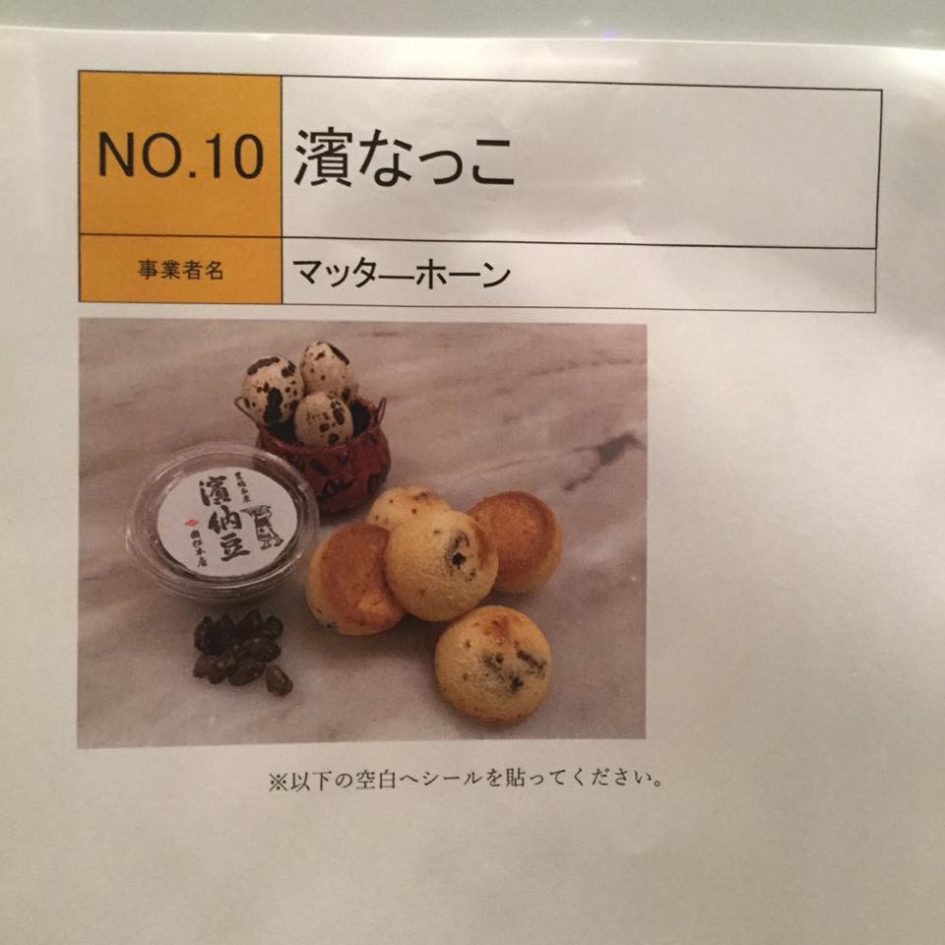 NO.10 濱なっこ
事業者名 マッターホーン
濱納豆
※以下の空白へシールを貼ってください。